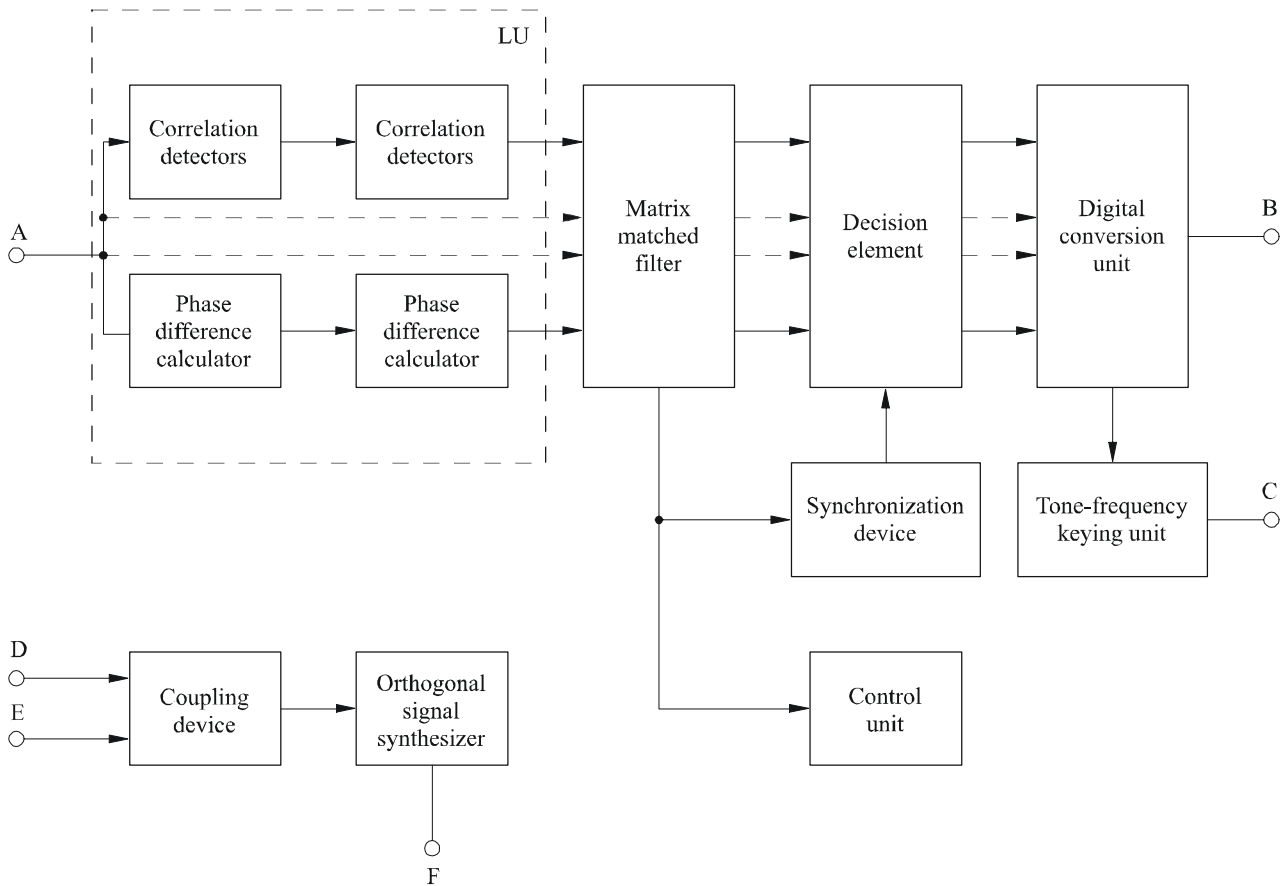 LU
Correlation
detectors
Correlation
detectors
A
Matrix
matched
filter
Decision
element
Digital
conversion
unit
B
Phase
difference
calculator
Phase
difference
calculator
Synchronization
device
Tone-frequency
keying unit
C
D
E
Coupling
device
Orthogonal
signal
synthesizer
Control
unit
F